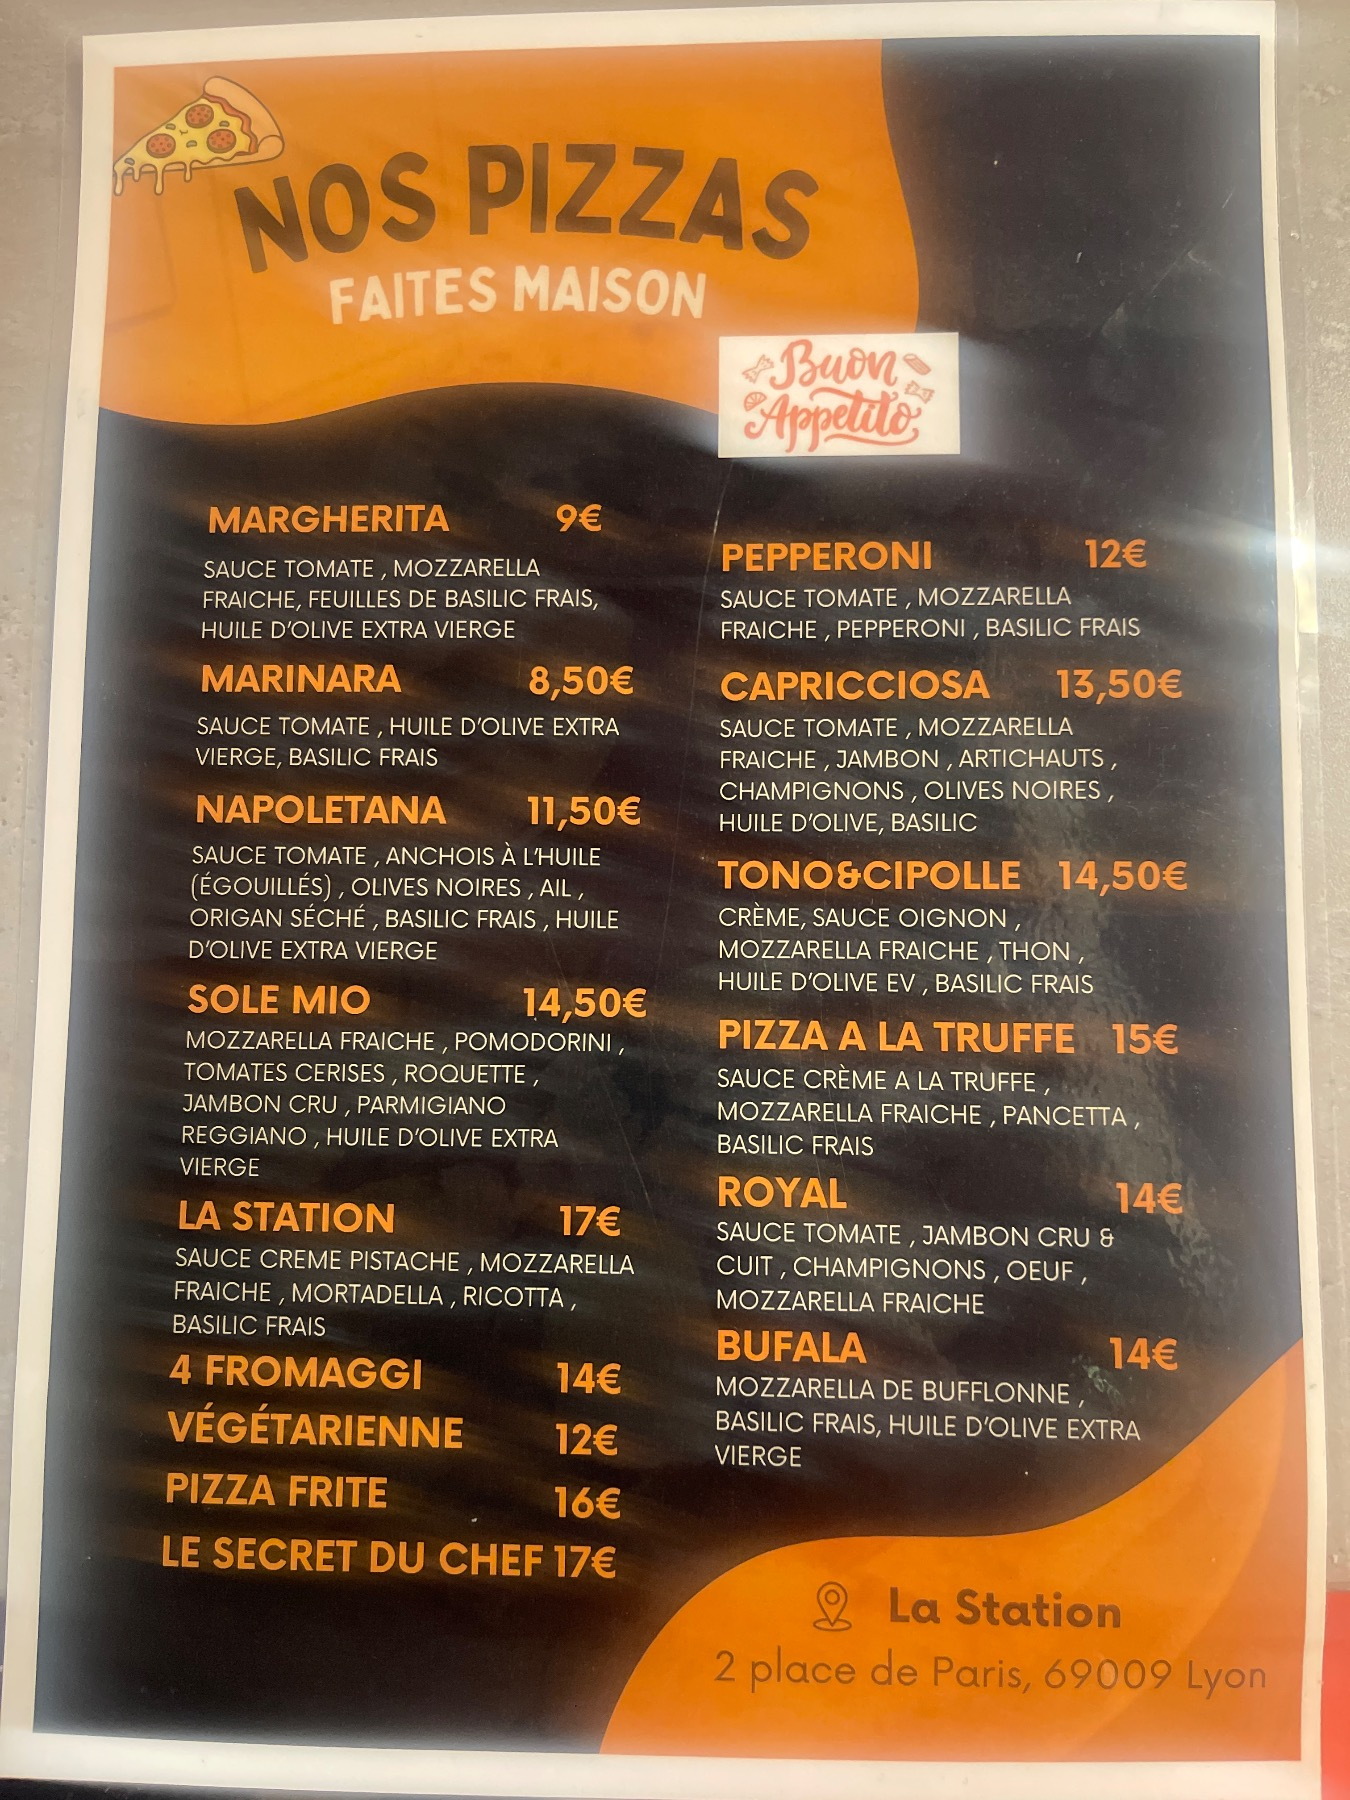 NOS PIZZAS
FAITES MAISON
Buon
Appetito
MARGHERITA 9€
SAUCE TOMATE , MOZZARELLA
FRAICHE, FEUILLES DE BASILIC FRAIS,
HUILE D'OLIVE EXTRA VIERGE
MARINARA 8,50€
SAUCE TOMATE , HUILE D'OLIVE EXTRA
VIERGE, BASILIC FRAIS
NAPOLETANA 11,50€
SAUCE TOMATE , ANCHOIS À L'HUILE
(ÉGOUILLÉS) , OLIVES NOIRES , AIL ,
ORIGAN SÉCHÉ , BASILIC FRAIS , HUILE
D'OLIVE EXTRA VIERGE
SOLE MIO 14,50€
MOZZARELLA FRAICHE , POMODORINI ,
TOMATES CERISES , ROQUETTE ,
JAMBON CRU , PARMIGIANO
REGGIANO , HUILE D'OLIVE EXTRA
VIERGE
LA STATION 17€
SAUCE CREME PISTACHE , MOZZARELLA
FRAICHE , MORTADELLA , RICOTTA ,
BASILIC FRAIS
4 FROMAGGI 14€
VÉGÉTARIENNE 12€
PIZZA FRITE 16€
LE SECRET DU CHEF 17€
PEPPERONI 12€
SAUCE TOMATE , MOZZARELLA
FRAICHE , PEPPERONI , BASILIC FRAIS
CAPRICCIOSA 13,50€
SAUCE TOMATE , MOZZARELLA
FRAICHE , JAMBON , ARTICHAUTS ,
CHAMPIGNONS , OLIVES NOIRES ,
HUILE D'OLIVE, BASILIC
TONO&CIPOLLE 14,50€
CRÈME, SAUCE OIGNON ,
MOZZARELLA FRAICHE , THON ,
HUILE D'OLIVE EV , BASILIC FRAIS
PIZZA A LA TRUFFE 15€
SAUCE CRÈME A LA TRUFFE ,
MOZZARELLA FRAICHE , PANCETTA ,
BASILIC FRAIS
ROYAL 14€
SAUCE TOMATE , JAMBON CRU &
CUIT , CHAMPIGNONS , OEUF ,
MOZZARELLA FRAICHE
BUFALA 14€
MOZZARELLA DE BUFFLONNE ,
BASILIC FRAIS, HUILE D'OLIVE EXTRA
VIERGE
La Station
2 place de Paris, 69009 Lyon